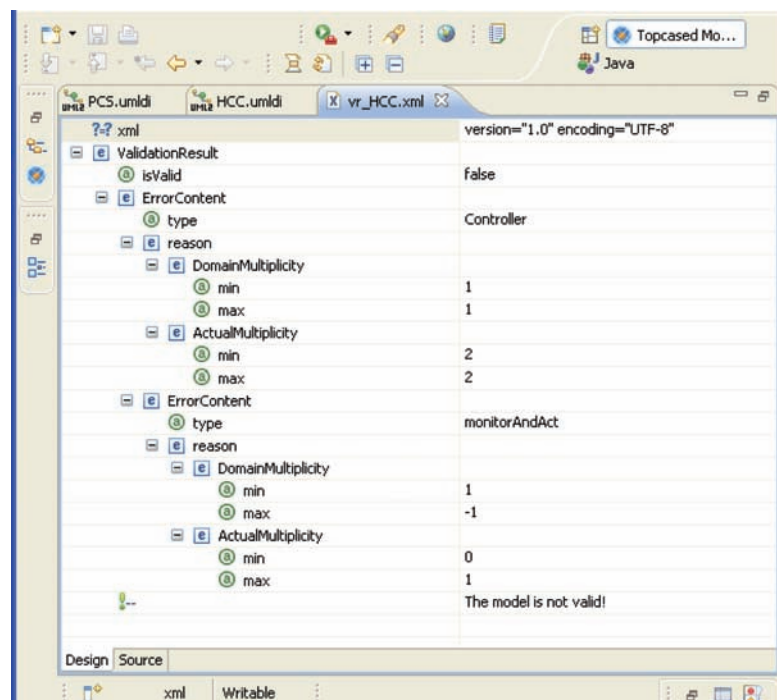 Topcased Mo...
Java
UML2 PCS.umldi UML2 HCC.umldi X vr_HCC.xml
?=? xml version="1.0" encoding="UTF-8"
e ValidationResult
a isValid false
e ErrorContent
a type Controller
e reason
e DomainMultiplicity
a min 1
a max 1
e ActualMultiplicity
a min 2
a max 2
e ErrorContent
a type monitorAndAct
e reason
e DomainMultiplicity
a min 1
a max -1
e ActualMultiplicity
a min 0
a max 1
!-- The model is not valid!
Design Source
xml Writable